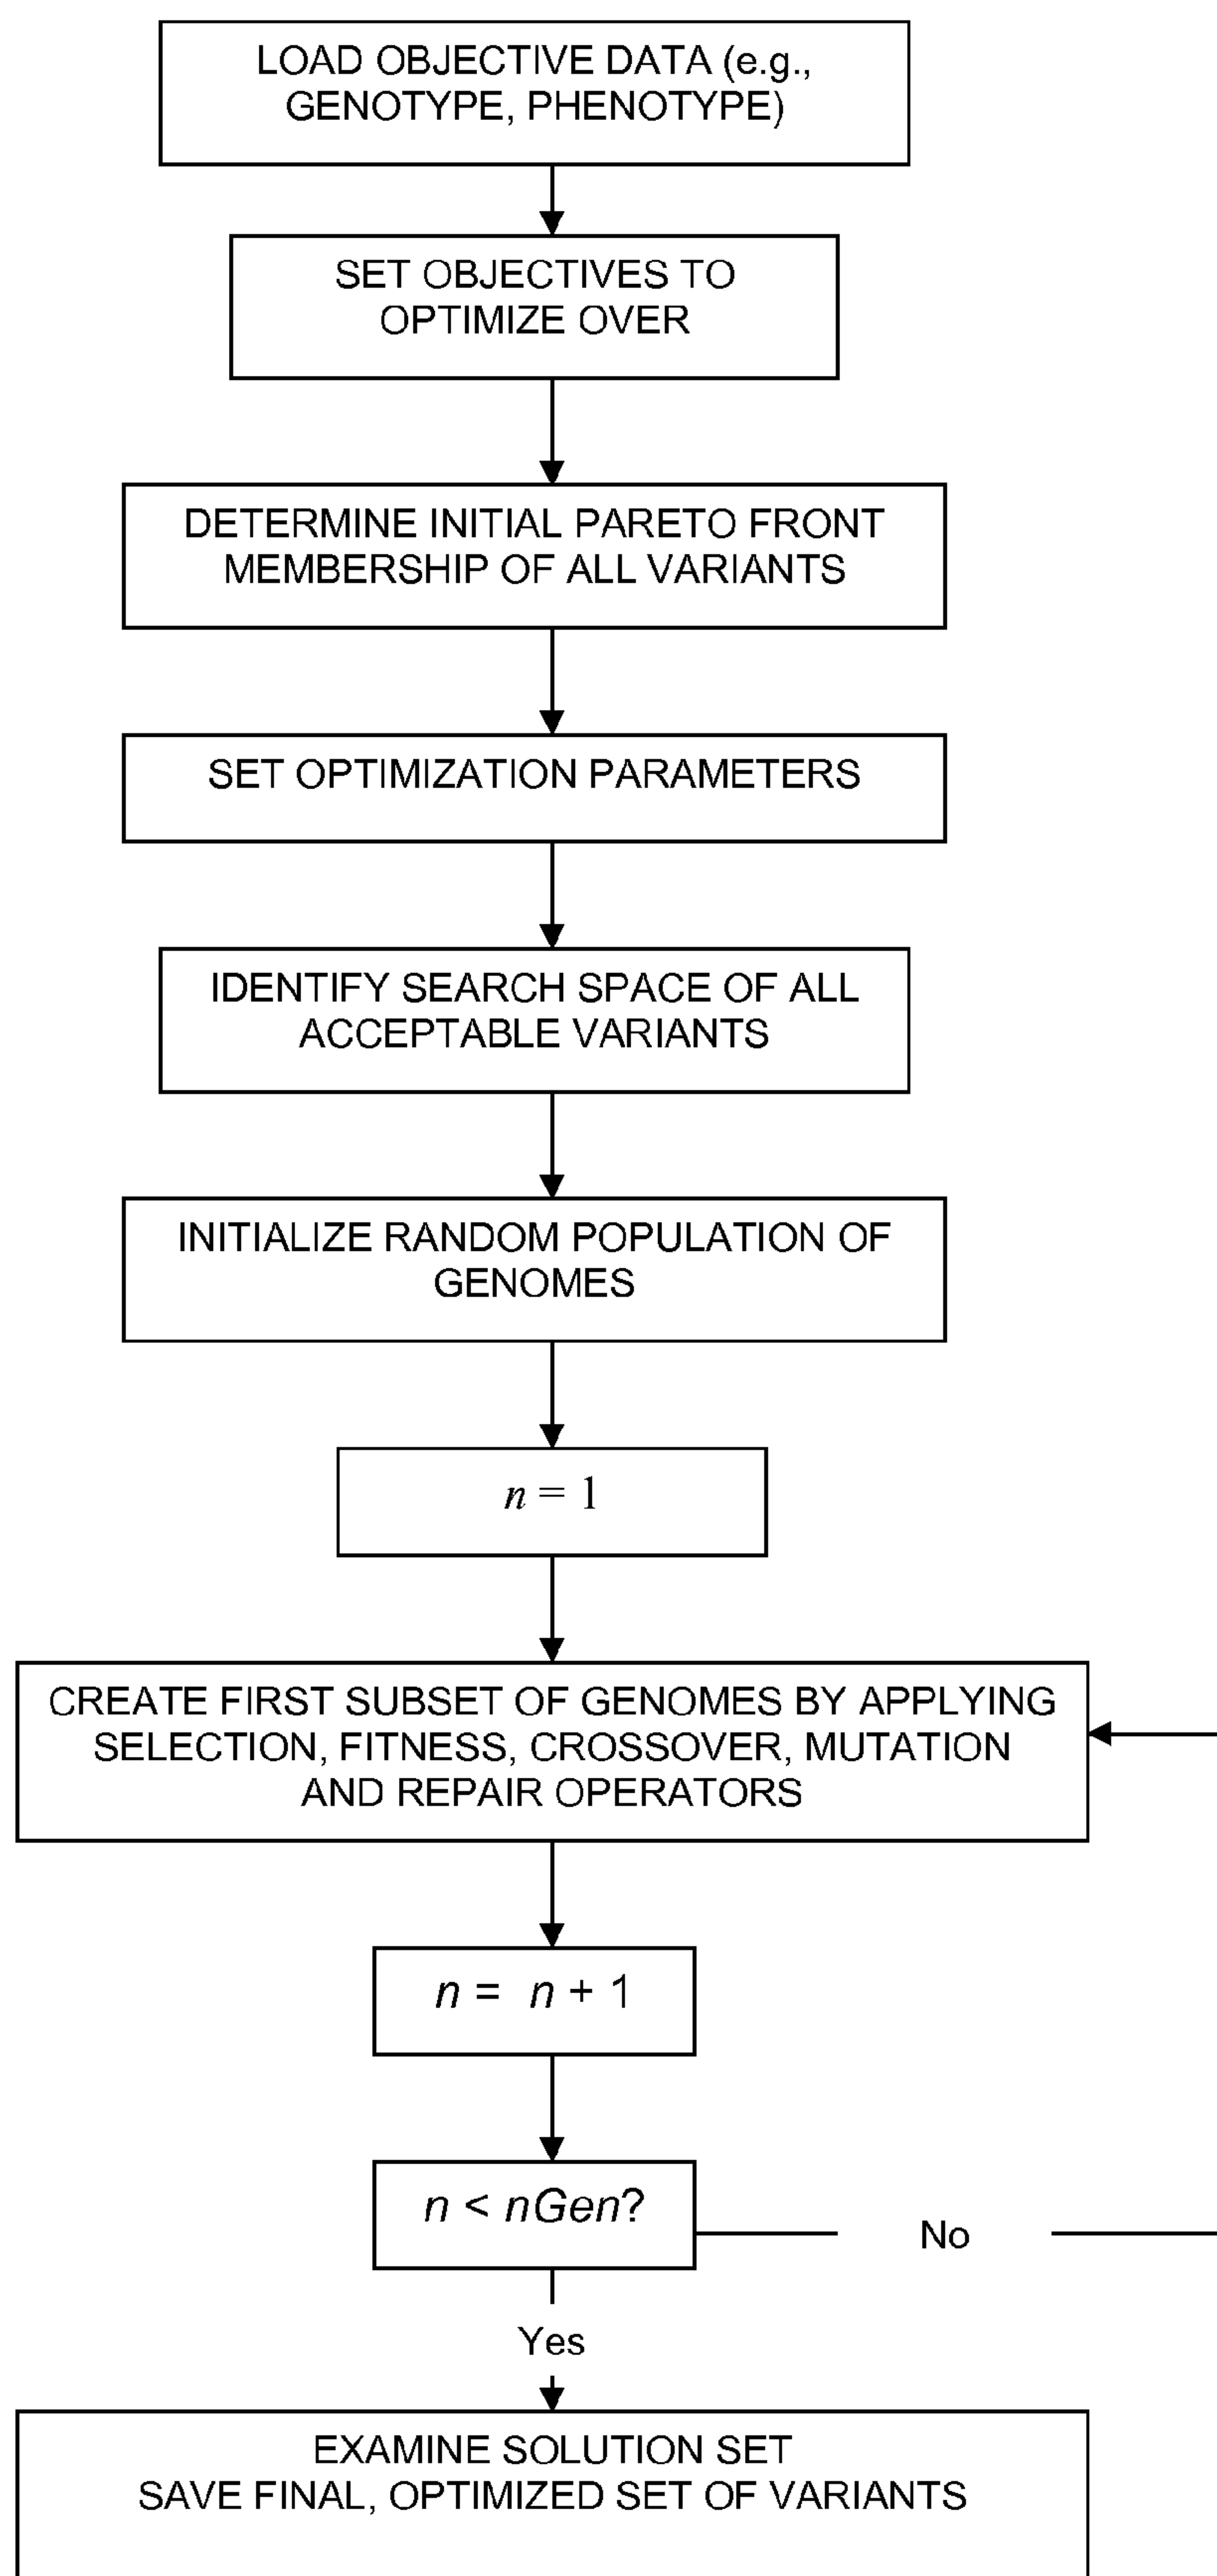 LOAD OBJECTIVE DATA (e.g.,
GENOTYPE, PHENOTYPE)
SET OBJECTIVES TO
OPTIMIZE OVER
DETERMINE INITIAL PARETO FRONT
MEMBERSHIP OF ALL VARIANTS
SET OPTIMIZATION PARAMETERS
IDENTIFY SEARCH SPACE OF ALL
ACCEPTABLE VARIANTS
INITIALIZE RANDOM POPULATION OF
GENOMES
n = 1
CREATE FIRST SUBSET OF GENOMES BY APPLYING
SELECTION, FITNESS, CROSSOVER, MUTATION
AND REPAIR OPERATORS
n = n + 1
n < nGen?
No
Yes
EXAMINE SOLUTION SET
SAVE FINAL, OPTIMIZED SET OF VARIANTS